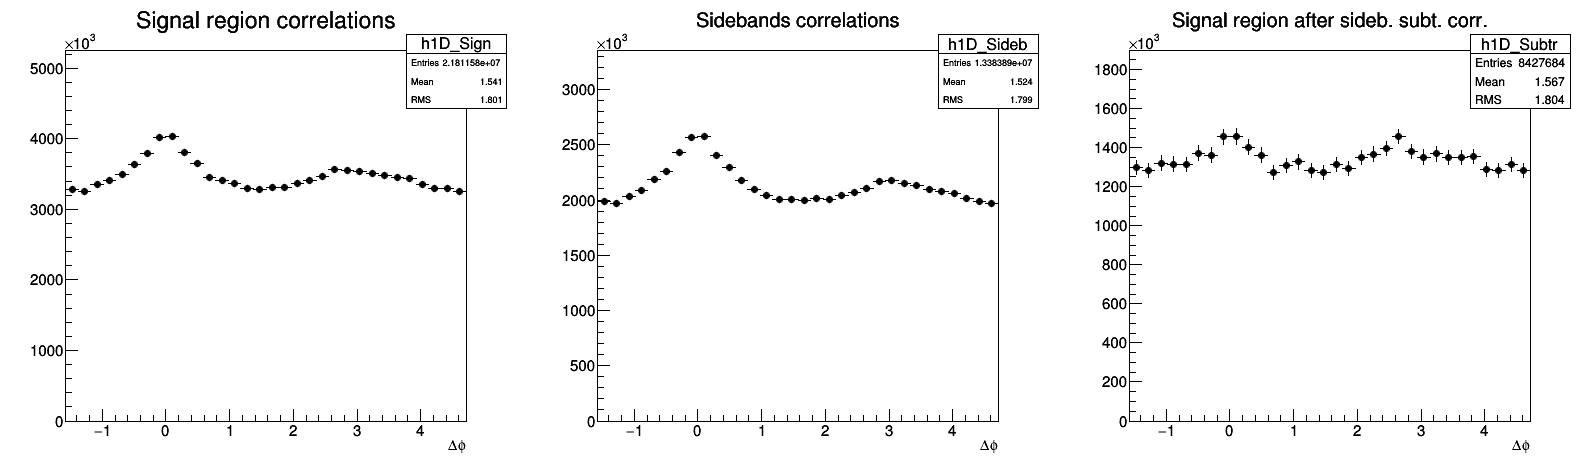 Signal region correlations
×10³
h1D_Sign
Entries 2.181158e+07
Mean 1.541
RMS 1.801
5000
4000
3000
2000
1000
0
−1 0 1 2 3 4
Δϕ
Sidebands correlations
×10³
h1D_Sideb
Entries 1.338389e+07
Mean 1.524
RMS 1.799
3000
2500
2000
1500
1000
500
0
−1 0 1 2 3 4
Δϕ
Signal region after sideb. subt. corr.
×10³
h1D_Subtr
Entries 8427684
Mean 1.567
RMS 1.804
1800
1600
1400
1200
1000
800
600
400
200
0
−1 0 1 2 3 4
Δϕ